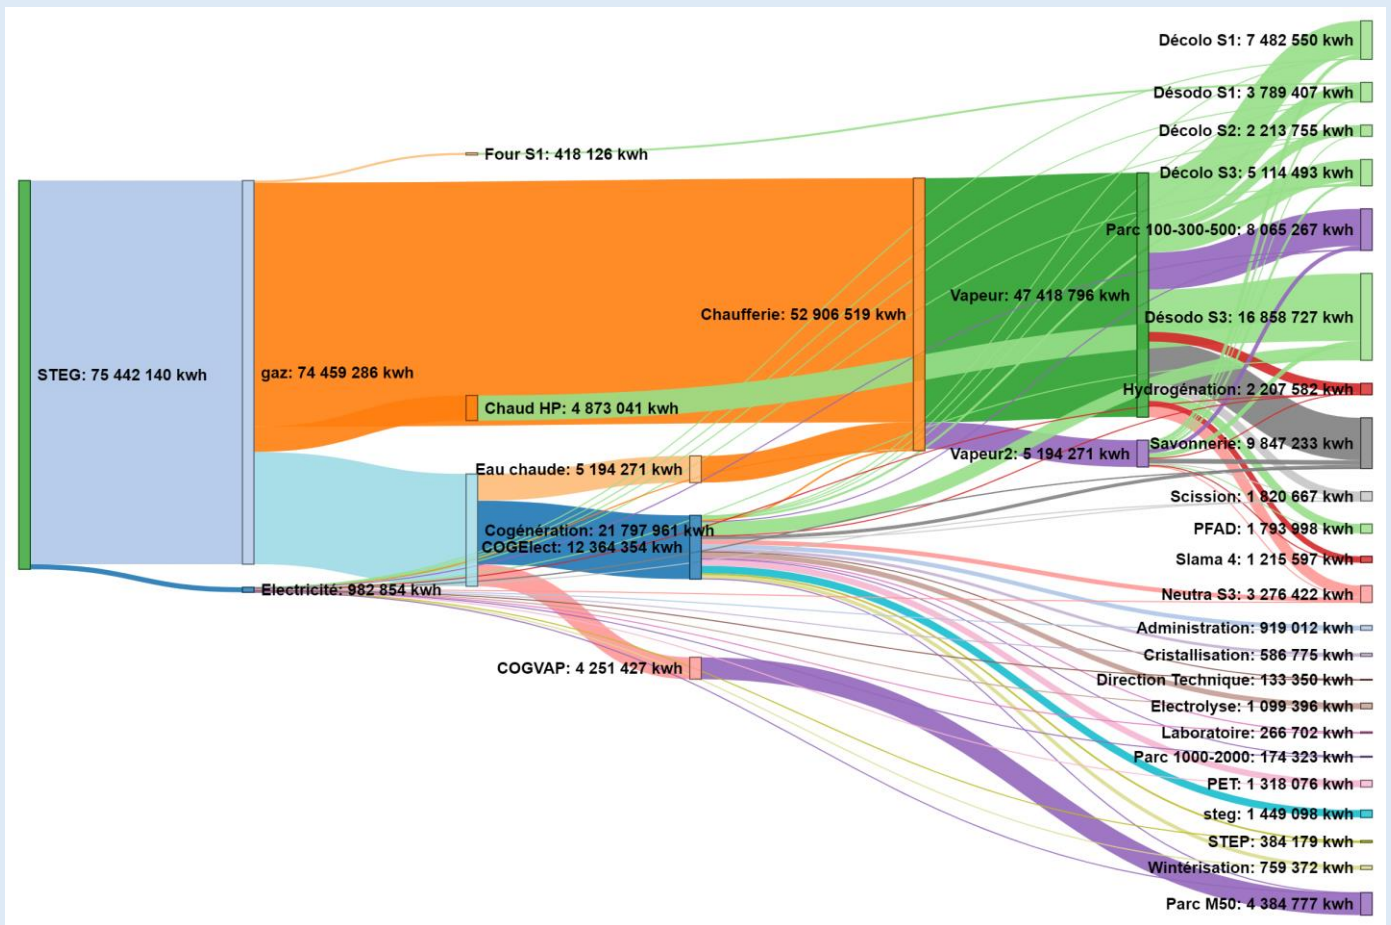 Décolo S1: 7 482 550 kwh
Désodo S1: 3 789 407 kwh
Décolo S2: 2 213 755 kwh
Four S1: 418 126 kwh
Décolo S3: 5 114 493 kwh
Parc 100-300-500: 8 065 267 kwh
Vapeur: 47 418 796 kwh
Chaufferie: 52 906 519 kwh
Désodo S3: 16 858 727 kwh
STEG: 75 442 140 kwh
gaz: 74 459 286 kwh
Hydrogénation: 2 207 582 kwh
Chaud HP: 4 873 041 kwh
Savonnerie: 9 847 233 kwh
Vapeur2: 5 194 271 kwh
Eau chaude: 5 194 271 kwh
Scission: 1 820 667 kwh
PFAD: 1 793 998 kwh
Cogénération: 21 797 961 kwh
COGElect: 12 364 354 kwh
Slama 4: 1 215 597 kwh
Electricité: 982 854 kwh
Neutra S3: 3 276 422 kwh
Administration: 919 012 kwh
Cristallisation: 586 775 kwh
COGVAP: 4 251 427 kwh
Direction Technique: 133 350 kwh
Electrolyse: 1 099 396 kwh
Laboratoire: 266 702 kwh
Parc 1000-2000: 174 323 kwh
PET: 1 318 076 kwh
steg: 1 449 098 kwh
STEP: 384 179 kwh
Wintérisation: 759 372 kwh
Parc M50: 4 384 777 kwh